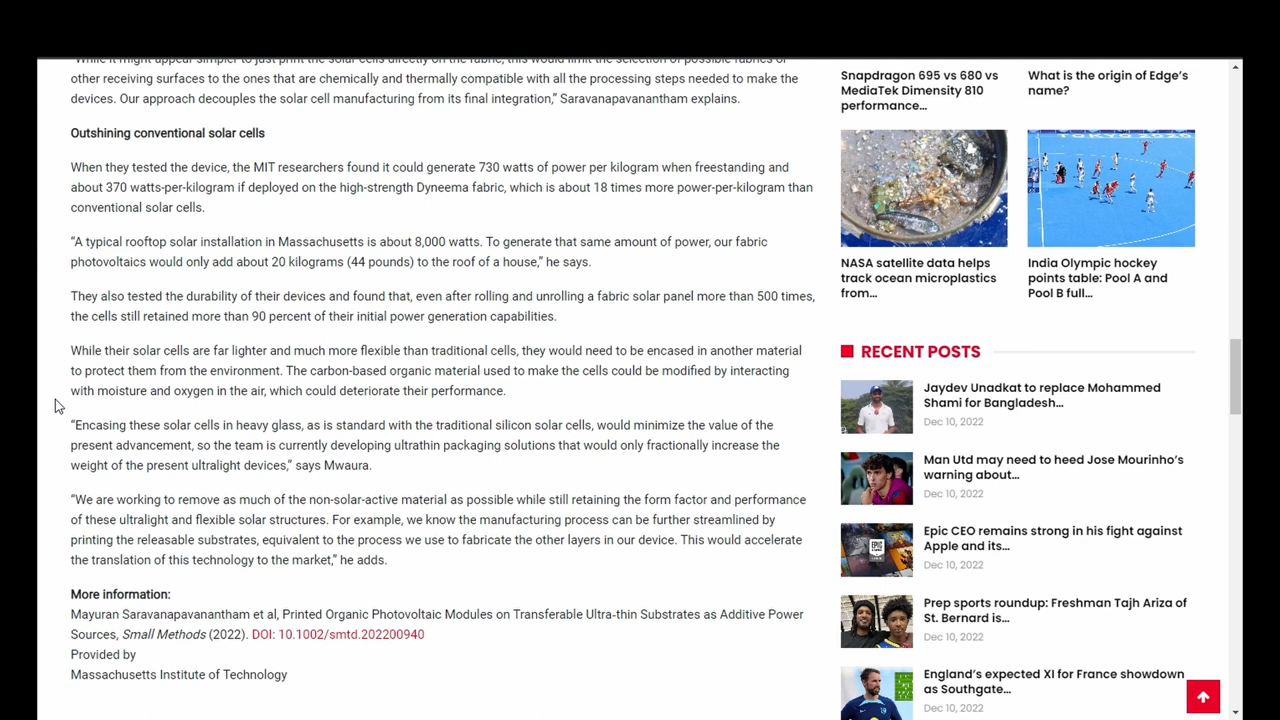 "While it might appear simpler to just print the solar cells directly on the fabric, this would limit the selection of possible fabrics or
other receiving surfaces to the ones that are chemically and thermally compatible with all the processing steps needed to make the
devices. Our approach decouples the solar cell manufacturing from its final integration,” Saravanapavanantham explains.
Outshining conventional solar cells
When they tested the device, the MIT researchers found it could generate 730 watts of power per kilogram when freestanding and
about 370 watts-per-kilogram if deployed on the high-strength Dyneema fabric, which is about 18 times more power-per-kilogram than
conventional solar cells.
“A typical rooftop solar installation in Massachusetts is about 8,000 watts. To generate that same amount of power, our fabric
photovoltaics would only add about 20 kilograms (44 pounds) to the roof of a house,” he says.
They also tested the durability of their devices and found that, even after rolling and unrolling a fabric solar panel more than 500 times,
the cells still retained more than 90 percent of their initial power generation capabilities.
While their solar cells are far lighter and much more flexible than traditional cells, they would need to be encased in another material
to protect them from the environment. The carbon-based organic material used to make the cells could be modified by interacting
with moisture and oxygen in the air, which could deteriorate their performance.
“Encasing these solar cells in heavy glass, as is standard with the traditional silicon solar cells, would minimize the value of the
present advancement, so the team is currently developing ultrathin packaging solutions that would only fractionally increase the
weight of the present ultralight devices,” says Mwaura.
“We are working to remove as much of the non-solar-active material as possible while still retaining the form factor and performance
of these ultralight and flexible solar structures. For example, we know the manufacturing process can be further streamlined by
printing the releasable substrates, equivalent to the process we use to fabricate the other layers in our device. This would accelerate
the translation of this technology to the market,” he adds.
More information:
Mayuran Saravanapavanantham et al, Printed Organic Photovoltaic Modules on Transferable Ultra-thin Substrates as Additive Power
Sources, Small Methods (2022). DOI: 10.1002/smtd.202200940
Provided by
Massachusetts Institute of Technology
Snapdragon 695 vs 680 vs
MediaTek Dimensity 810
performance...
What is the origin of Edge’s
name?
NASA satellite data helps
track ocean microplastics
from...
India Olympic hockey
points table: Pool A and
Pool B full...
RECENT POSTS
Jaydev Unadkat to replace Mohammed
Shami for Bangladesh...
Dec 10, 2022
Man Utd may need to heed Jose Mourinho’s
warning about...
Dec 10, 2022
Epic CEO remains strong in his fight against
Apple and its...
Dec 10, 2022
Prep sports roundup: Freshman Tajh Ariza of
St. Bernard is...
Dec 10, 2022
England’s expected XI for France showdown
as Southgate...
Dec 10, 2022
EPIC